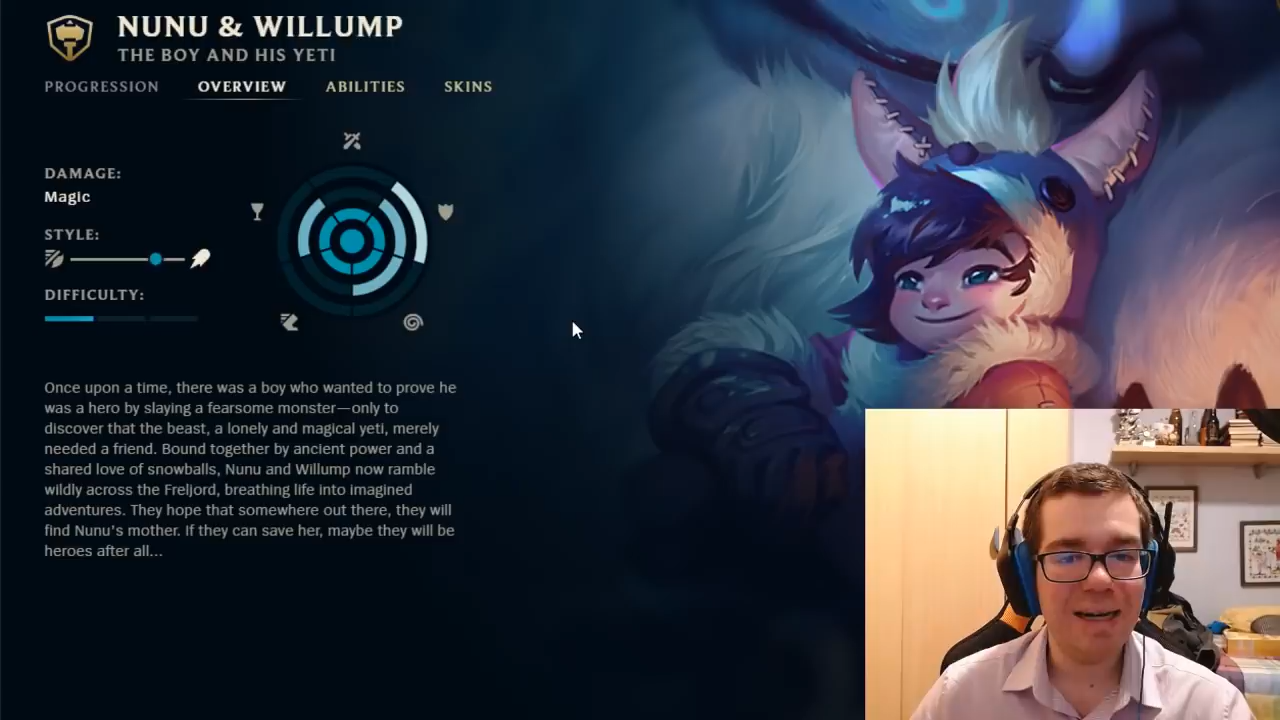 NUNU & WILLUMP
THE BOY AND HIS YETI
PROGRESSION OVERVIEW ABILITIES SKINS
DAMAGE:
Magic
STYLE:
DIFFICULTY:
Once upon a time, there was a boy who wanted to prove he
was a hero by slaying a fearsome monster—only to
discover that the beast, a lonely and magical yeti, merely
needed a friend. Bound together by ancient power and a
shared love of snowballs, Nunu and Willump now ramble
wildly across the Freljord, breathing life into imagined
adventures. They hope that somewhere out there, they will
find Nunu's mother. If they can save her, maybe they will be
heroes after all...